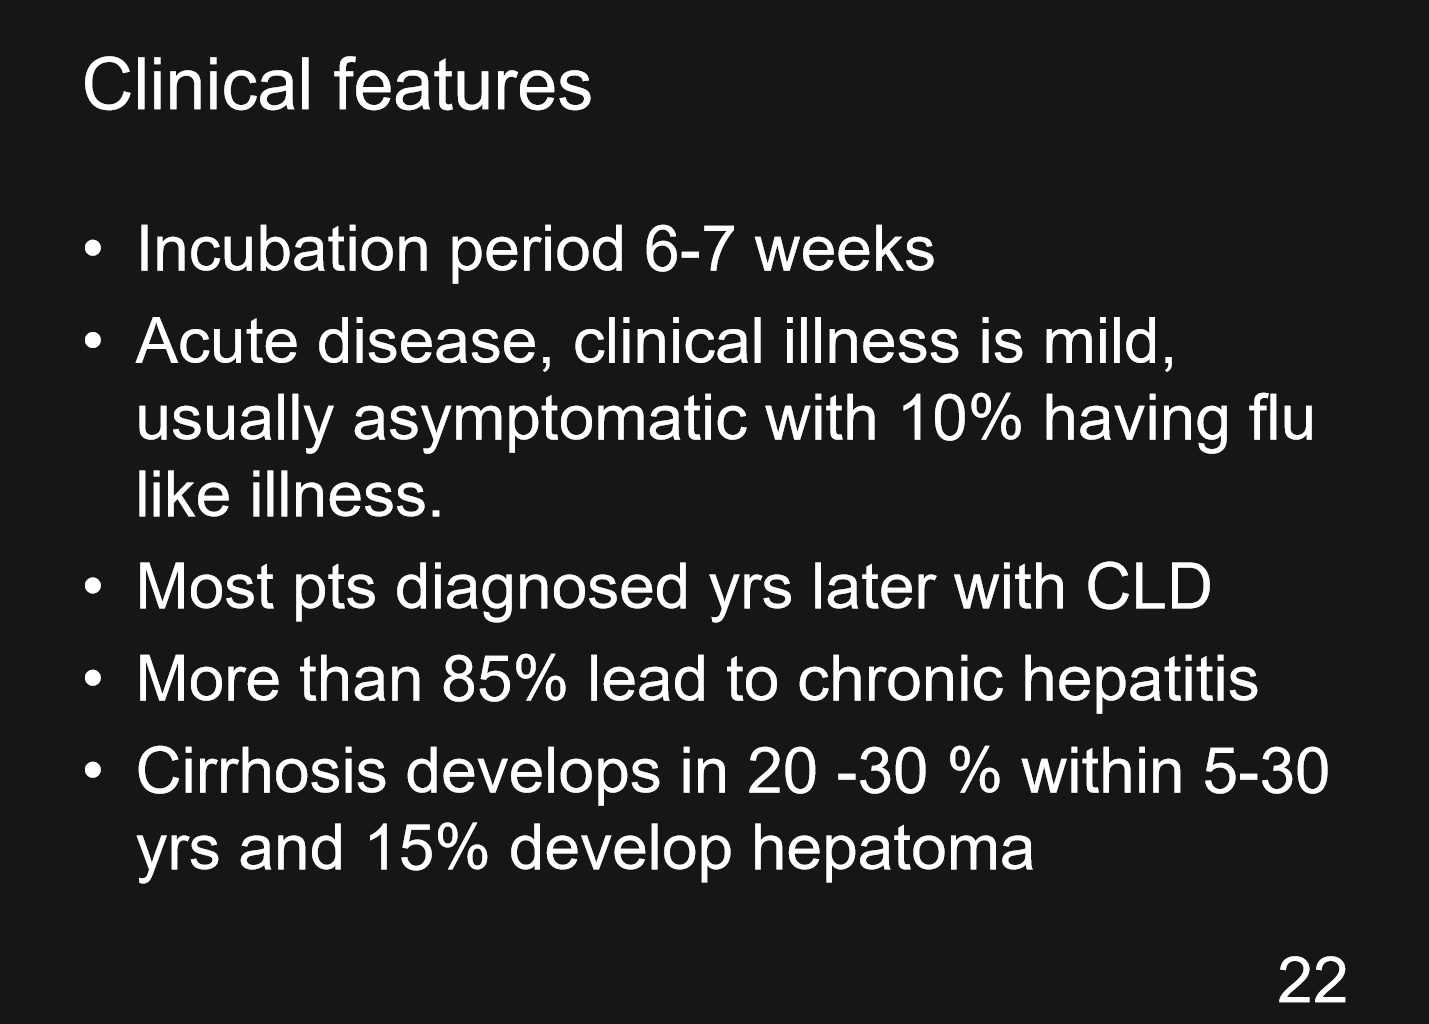 Clinical features
• Incubation period 6-7 weeks
• Acute disease, clinical illness is mild,
usually asymptomatic with 10% having flu
like illness.
• Most pts diagnosed yrs later with CLD
• More than 85% lead to chronic hepatitis
• Cirrhosis develops in 20 -30 % within 5-30
yrs and 15% develop hepatoma
22